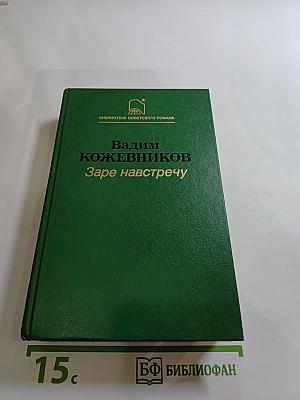 БИБЛИОТЕКА СОВЕТСКОГО РОМАНА
Вадим
КОЖЕВНИКОВ
Заре навстречу
15с
БФ БИБЛИОФАН